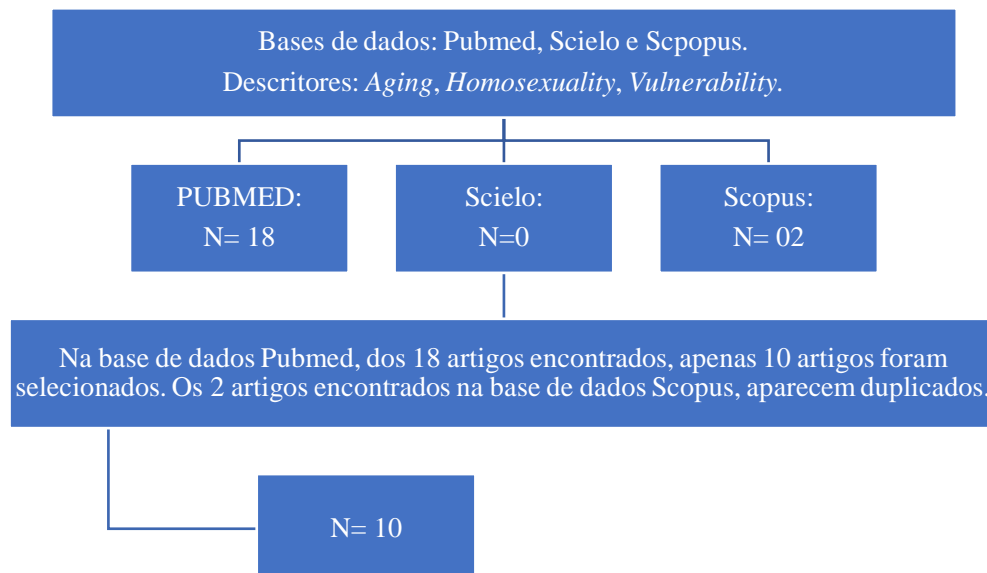 Bases de dados: Pubmed, Scielo e Scpopus.
Descritores: Aging, Homosexuality, Vulnerability.
PUBMED:
N= 18
Scielo:
N=0
Scopus:
N= 02
Na base de dados Pubmed, dos 18 artigos encontrados, apenas 10 artigos foram
selecionados. Os 2 artigos encontrados na base de dados Scopus, aparecem duplicados.
N= 10